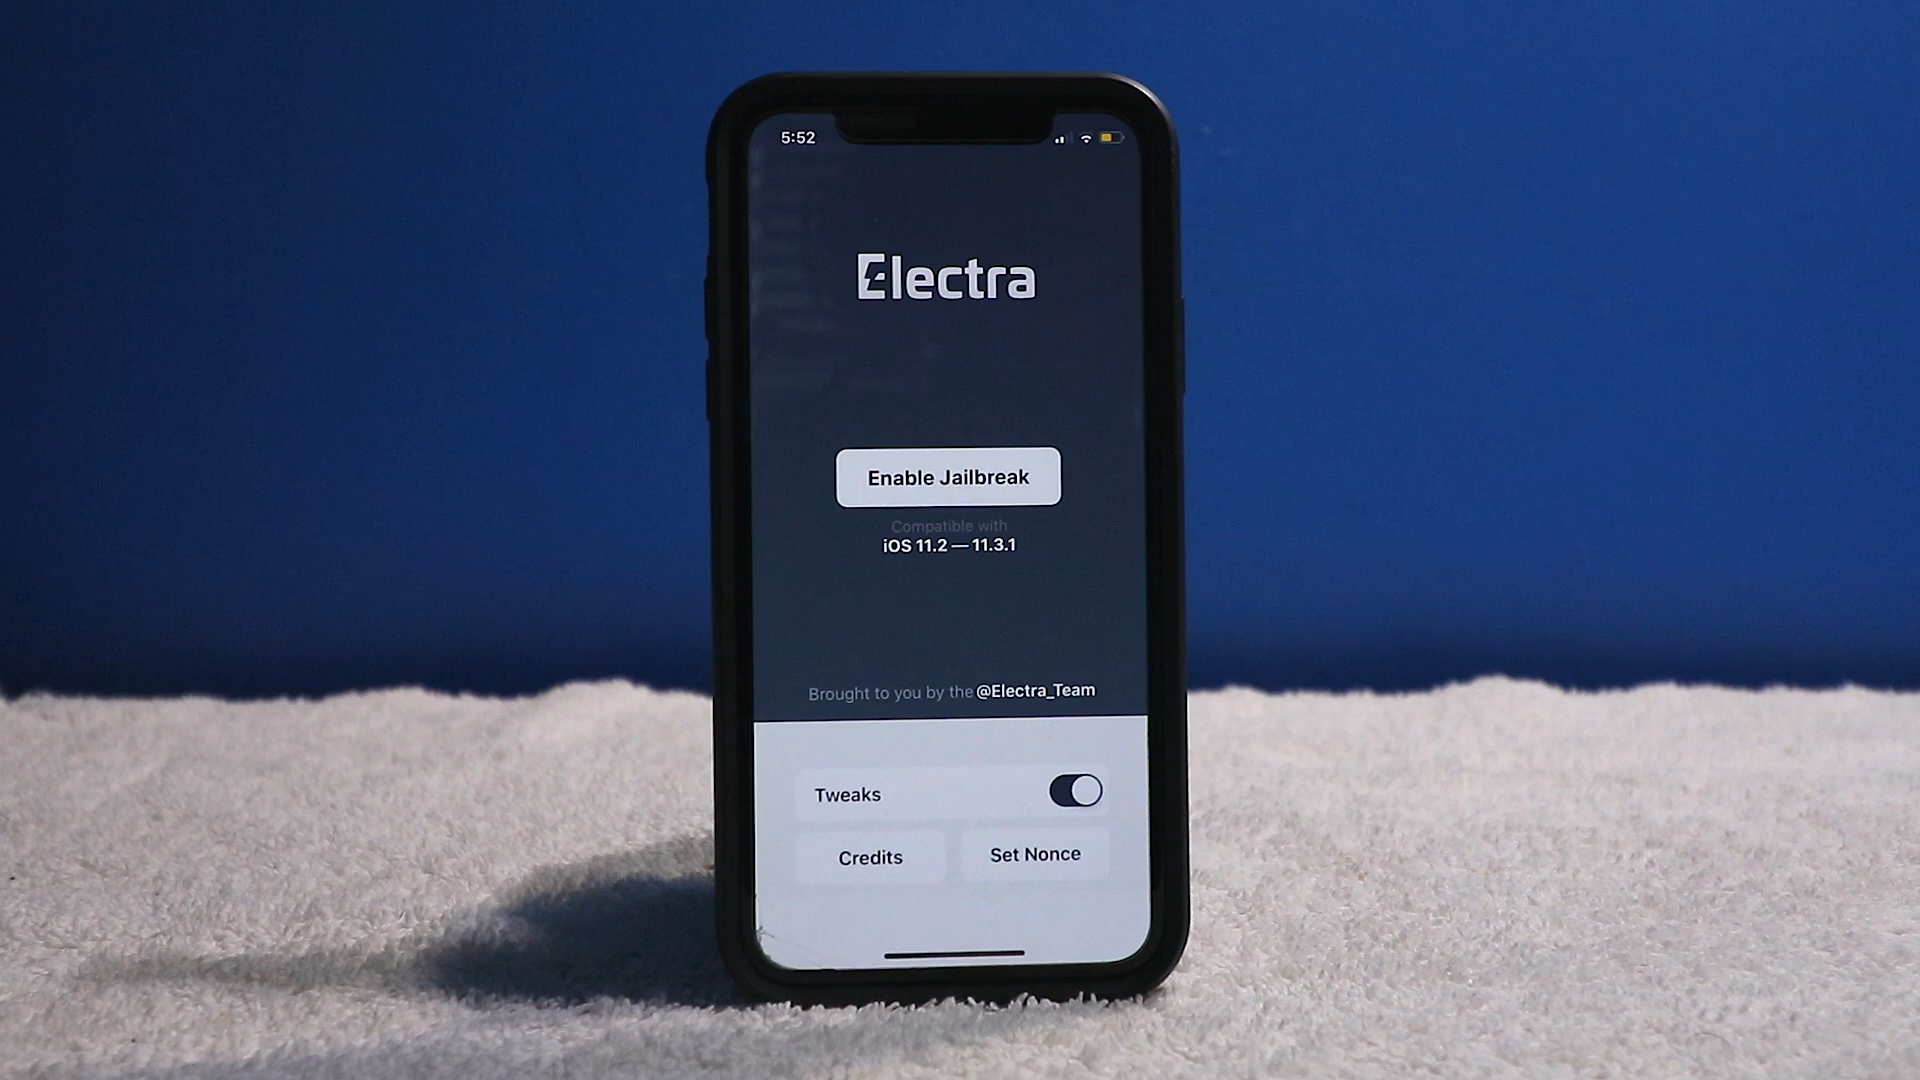 5:52
Electra
Enable Jailbreak
Compatible with
iOS 11.2 — 11.3.1
Brought to you by the @Electra_Team
Tweaks
Credits
Set Nonce